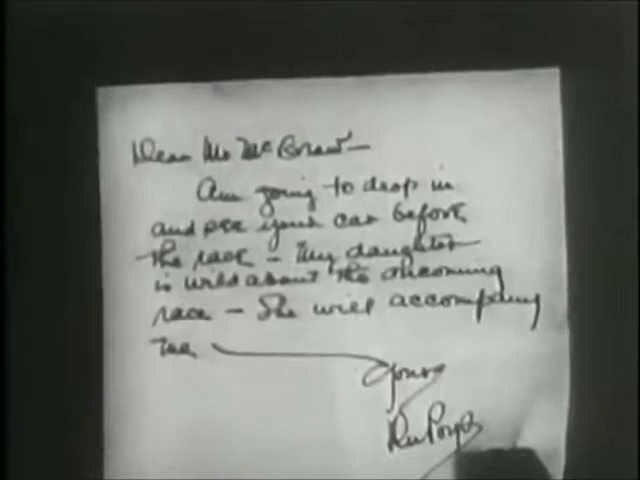 Dear Mr McGraw—
Am going to drop in
and see your car before
the race — My daughter
is wild about the oncoming
race — She will accompany
me
Yours